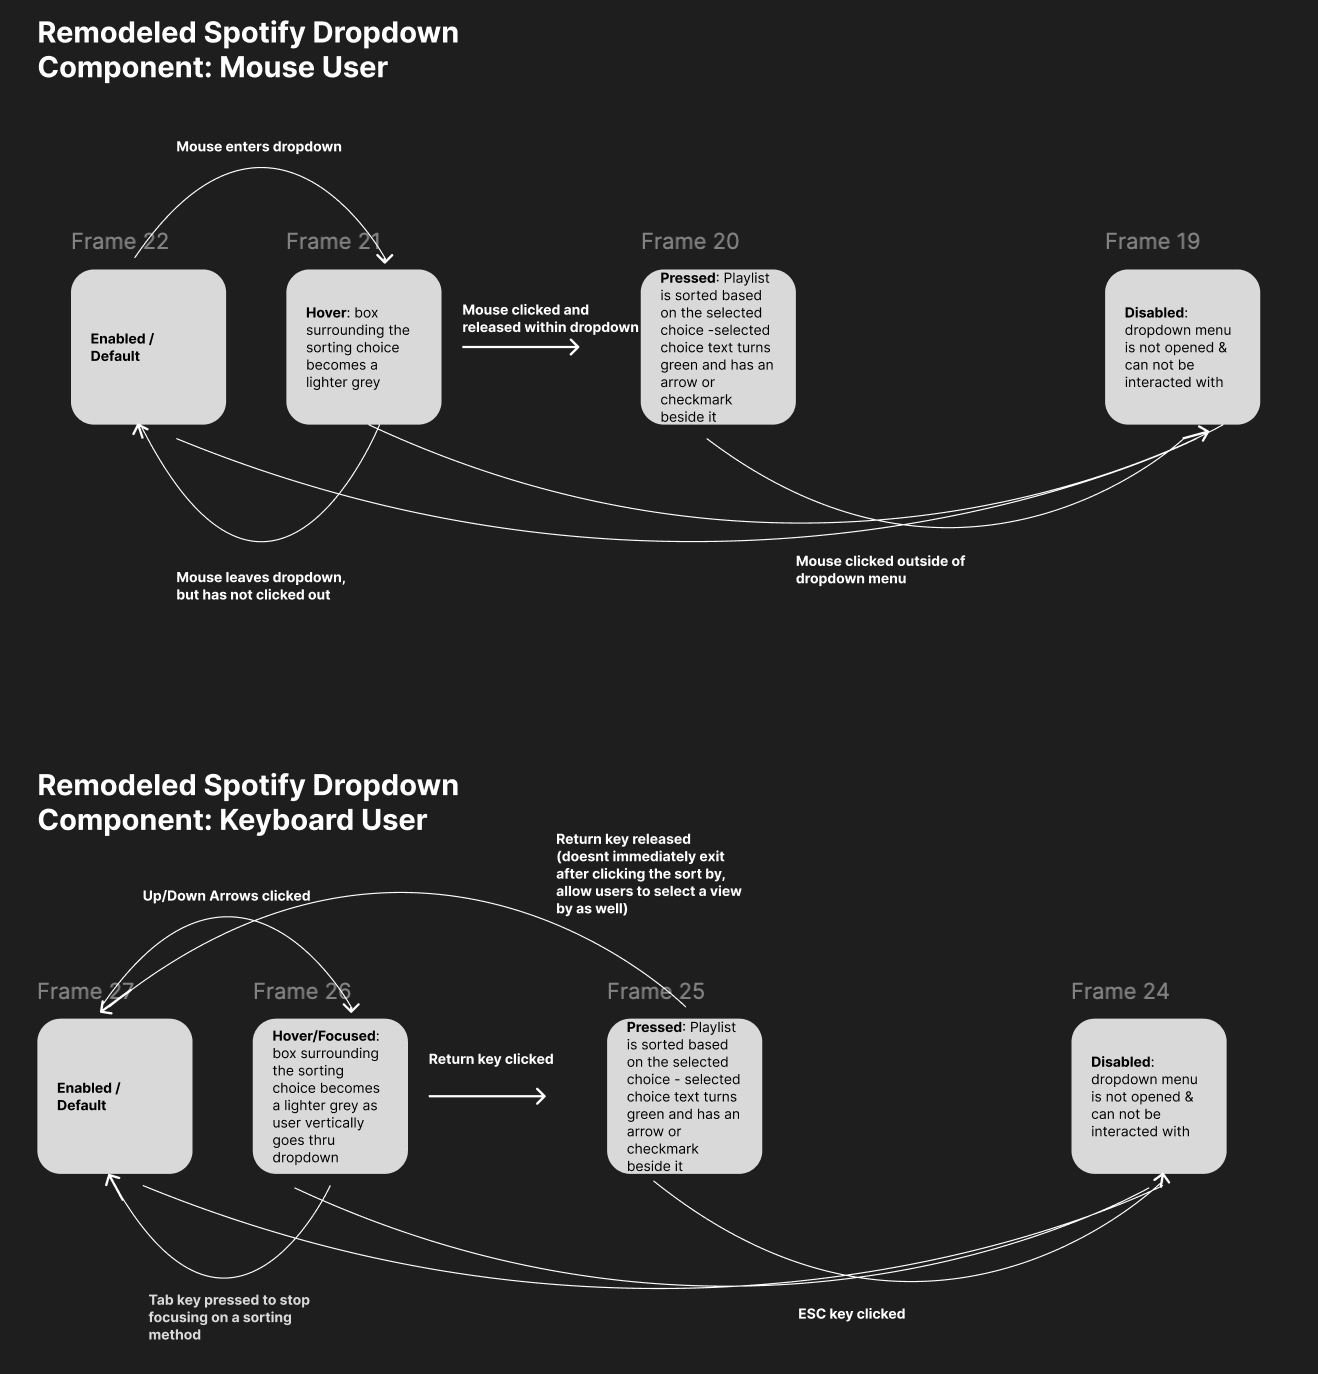 Remodeled Spotify Dropdown
Component: Mouse User
Mouse enters dropdown
Frame 22
Frame 21
Frame 20
Frame 19
Enabled /
Default
Hover: box
surrounding the
sorting choice
becomes a
lighter grey
Mouse clicked and
released within dropdown
Pressed: Playlist
is sorted based
on the selected
choice -selected
choice text turns
green and has an
arrow or
checkmark
beside it
Disabled:
dropdown menu
is not opened &
can not be
interacted with
Mouse leaves dropdown,
but has not clicked out
Mouse clicked outside of
dropdown menu
Remodeled Spotify Dropdown
Component: Keyboard User
Return key released
(doesnt immediately exit
after clicking the sort by,
allow users to select a view
by as well)
Up/Down Arrows clicked
Frame 27
Frame 26
Frame 25
Frame 24
Enabled /
Default
Hover/Focused:
box surrounding
the sorting
choice becomes
a lighter grey as
user vertically
goes thru
dropdown
Return key clicked
Pressed: Playlist
is sorted based
on the selected
choice - selected
choice text turns
green and has an
arrow or
checkmark
beside it
Disabled:
dropdown menu
is not opened &
can not be
interacted with
Tab key pressed to stop
focusing on a sorting
method
ESC key clicked